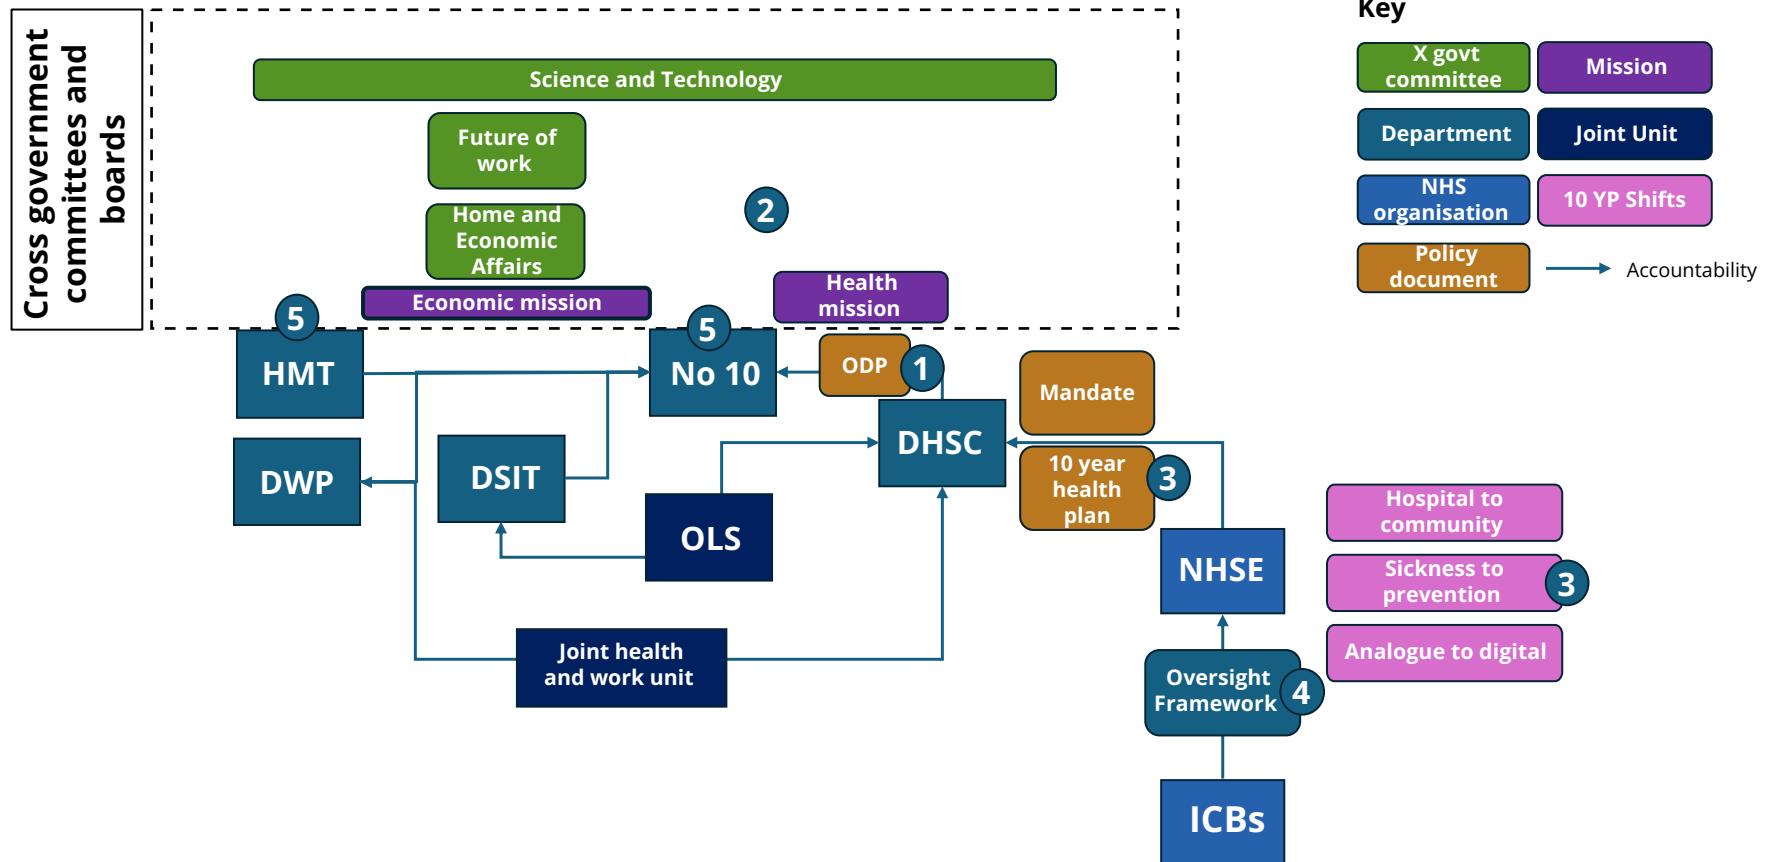 Cross government
committees and
boards
Science and Technology
Future of
work
Home and
Economic
Affairs
Economic mission
Health
mission
2
5
5
HMT
No 10
ODP
1
Mandate
DHSC
DWP
DSIT
OLS
10 year
health
plan
3
NHSE
Joint health
and work unit
Oversight
Framework
4
ICBs
Hospital to
community
Sickness to
prevention
3
Analogue to digital
Key
X govt
committee
Mission
Department
Joint Unit
NHS
organisation
10 YP Shifts
Policy
document
Accountability